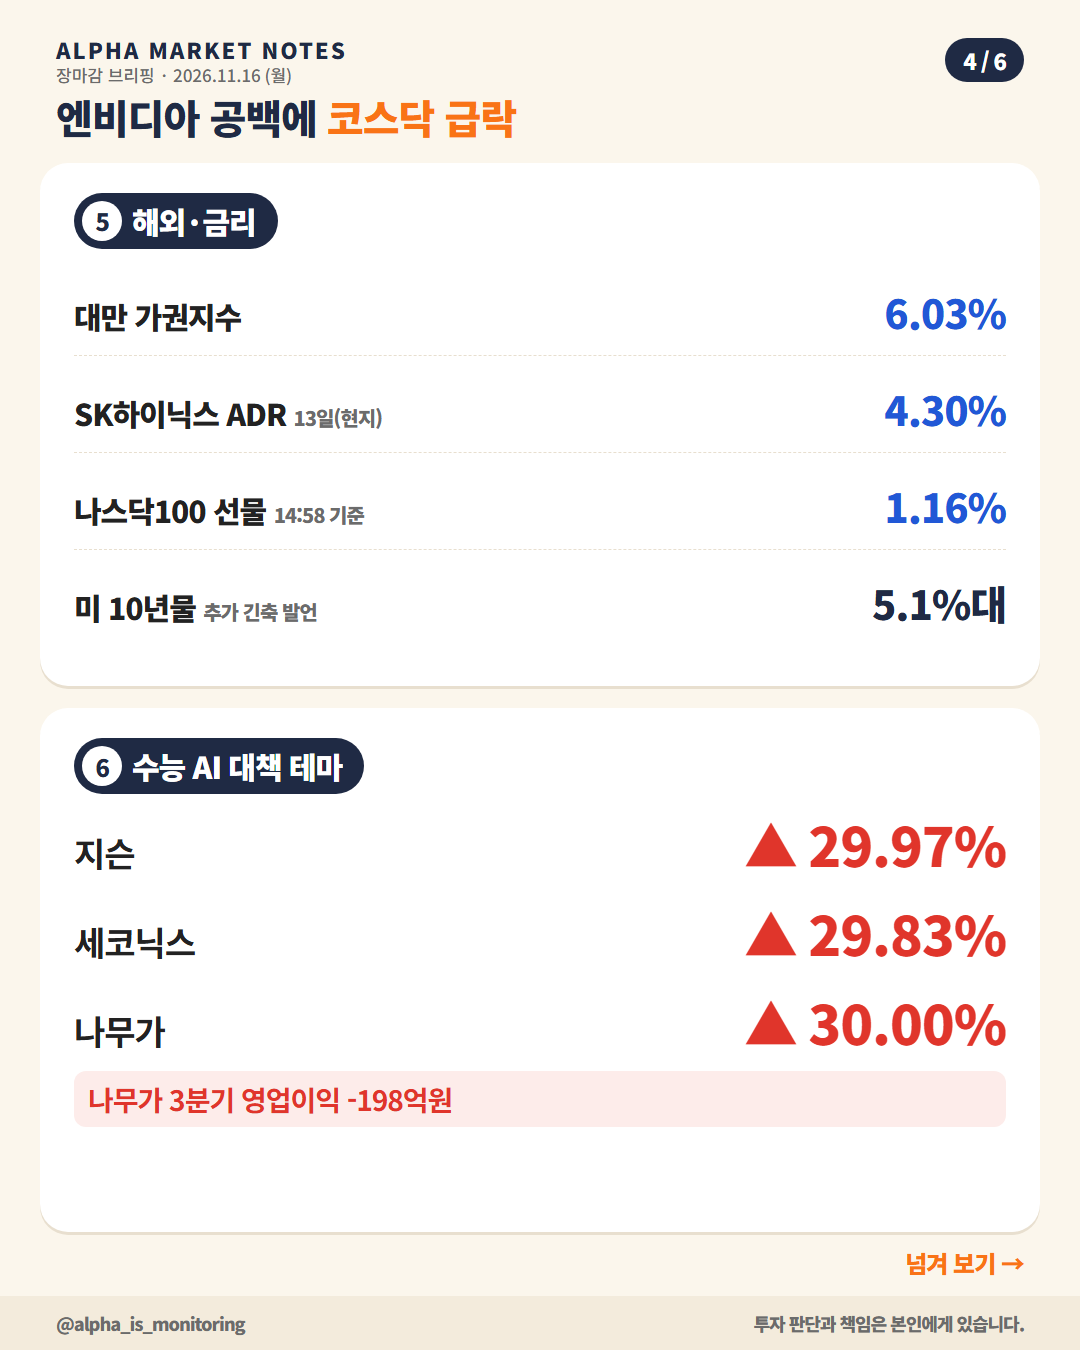 ALPHA MARKET NOTES
장마감 브리핑 · 2026.11.16 (월)
4 / 6
엔비디아 공백에 코스닥 급락
5 해외·금리
대만 가권지수 6.03%
SK하이닉스 ADR 13일(현지) 4.30%
나스닥100 선물 14:58 기준 1.16%
미 10년물 추가 긴축 발언 5.1%대
6 수능 AI 대책 테마
지슨 ▲ 29.97%
세코닉스 ▲ 29.83%
나무가 ▲ 30.00%
나무가 3분기 영업이익 -198억원
넘겨 보기 →
@alpha_is_monitoring 투자 판단과 책임은 본인에게 있습니다.